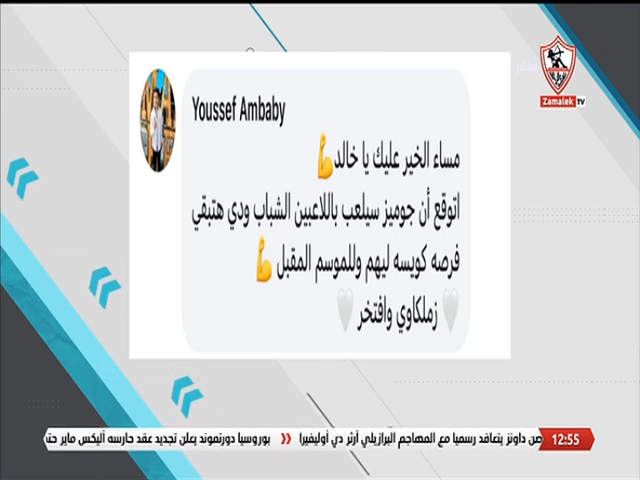 Zamalek TV
Youssef Ambaby
مساء الخير عليك يا خالد💪
اتوقع أن جوميز سيلعب باللاعبين الشباب ودي هتبقي
فرصه كويسه ليهم وللموسم المقبل 💪
🤍 زملكاوي وافتخر 🤍
12:55
صن داونز يتعاقد رسميا مع المهاجم البرازيلي آرثر دي أوليفيرا » بوروسيا دورتموند يعلن تجديد عقد حارسه أليكس ماير حتى